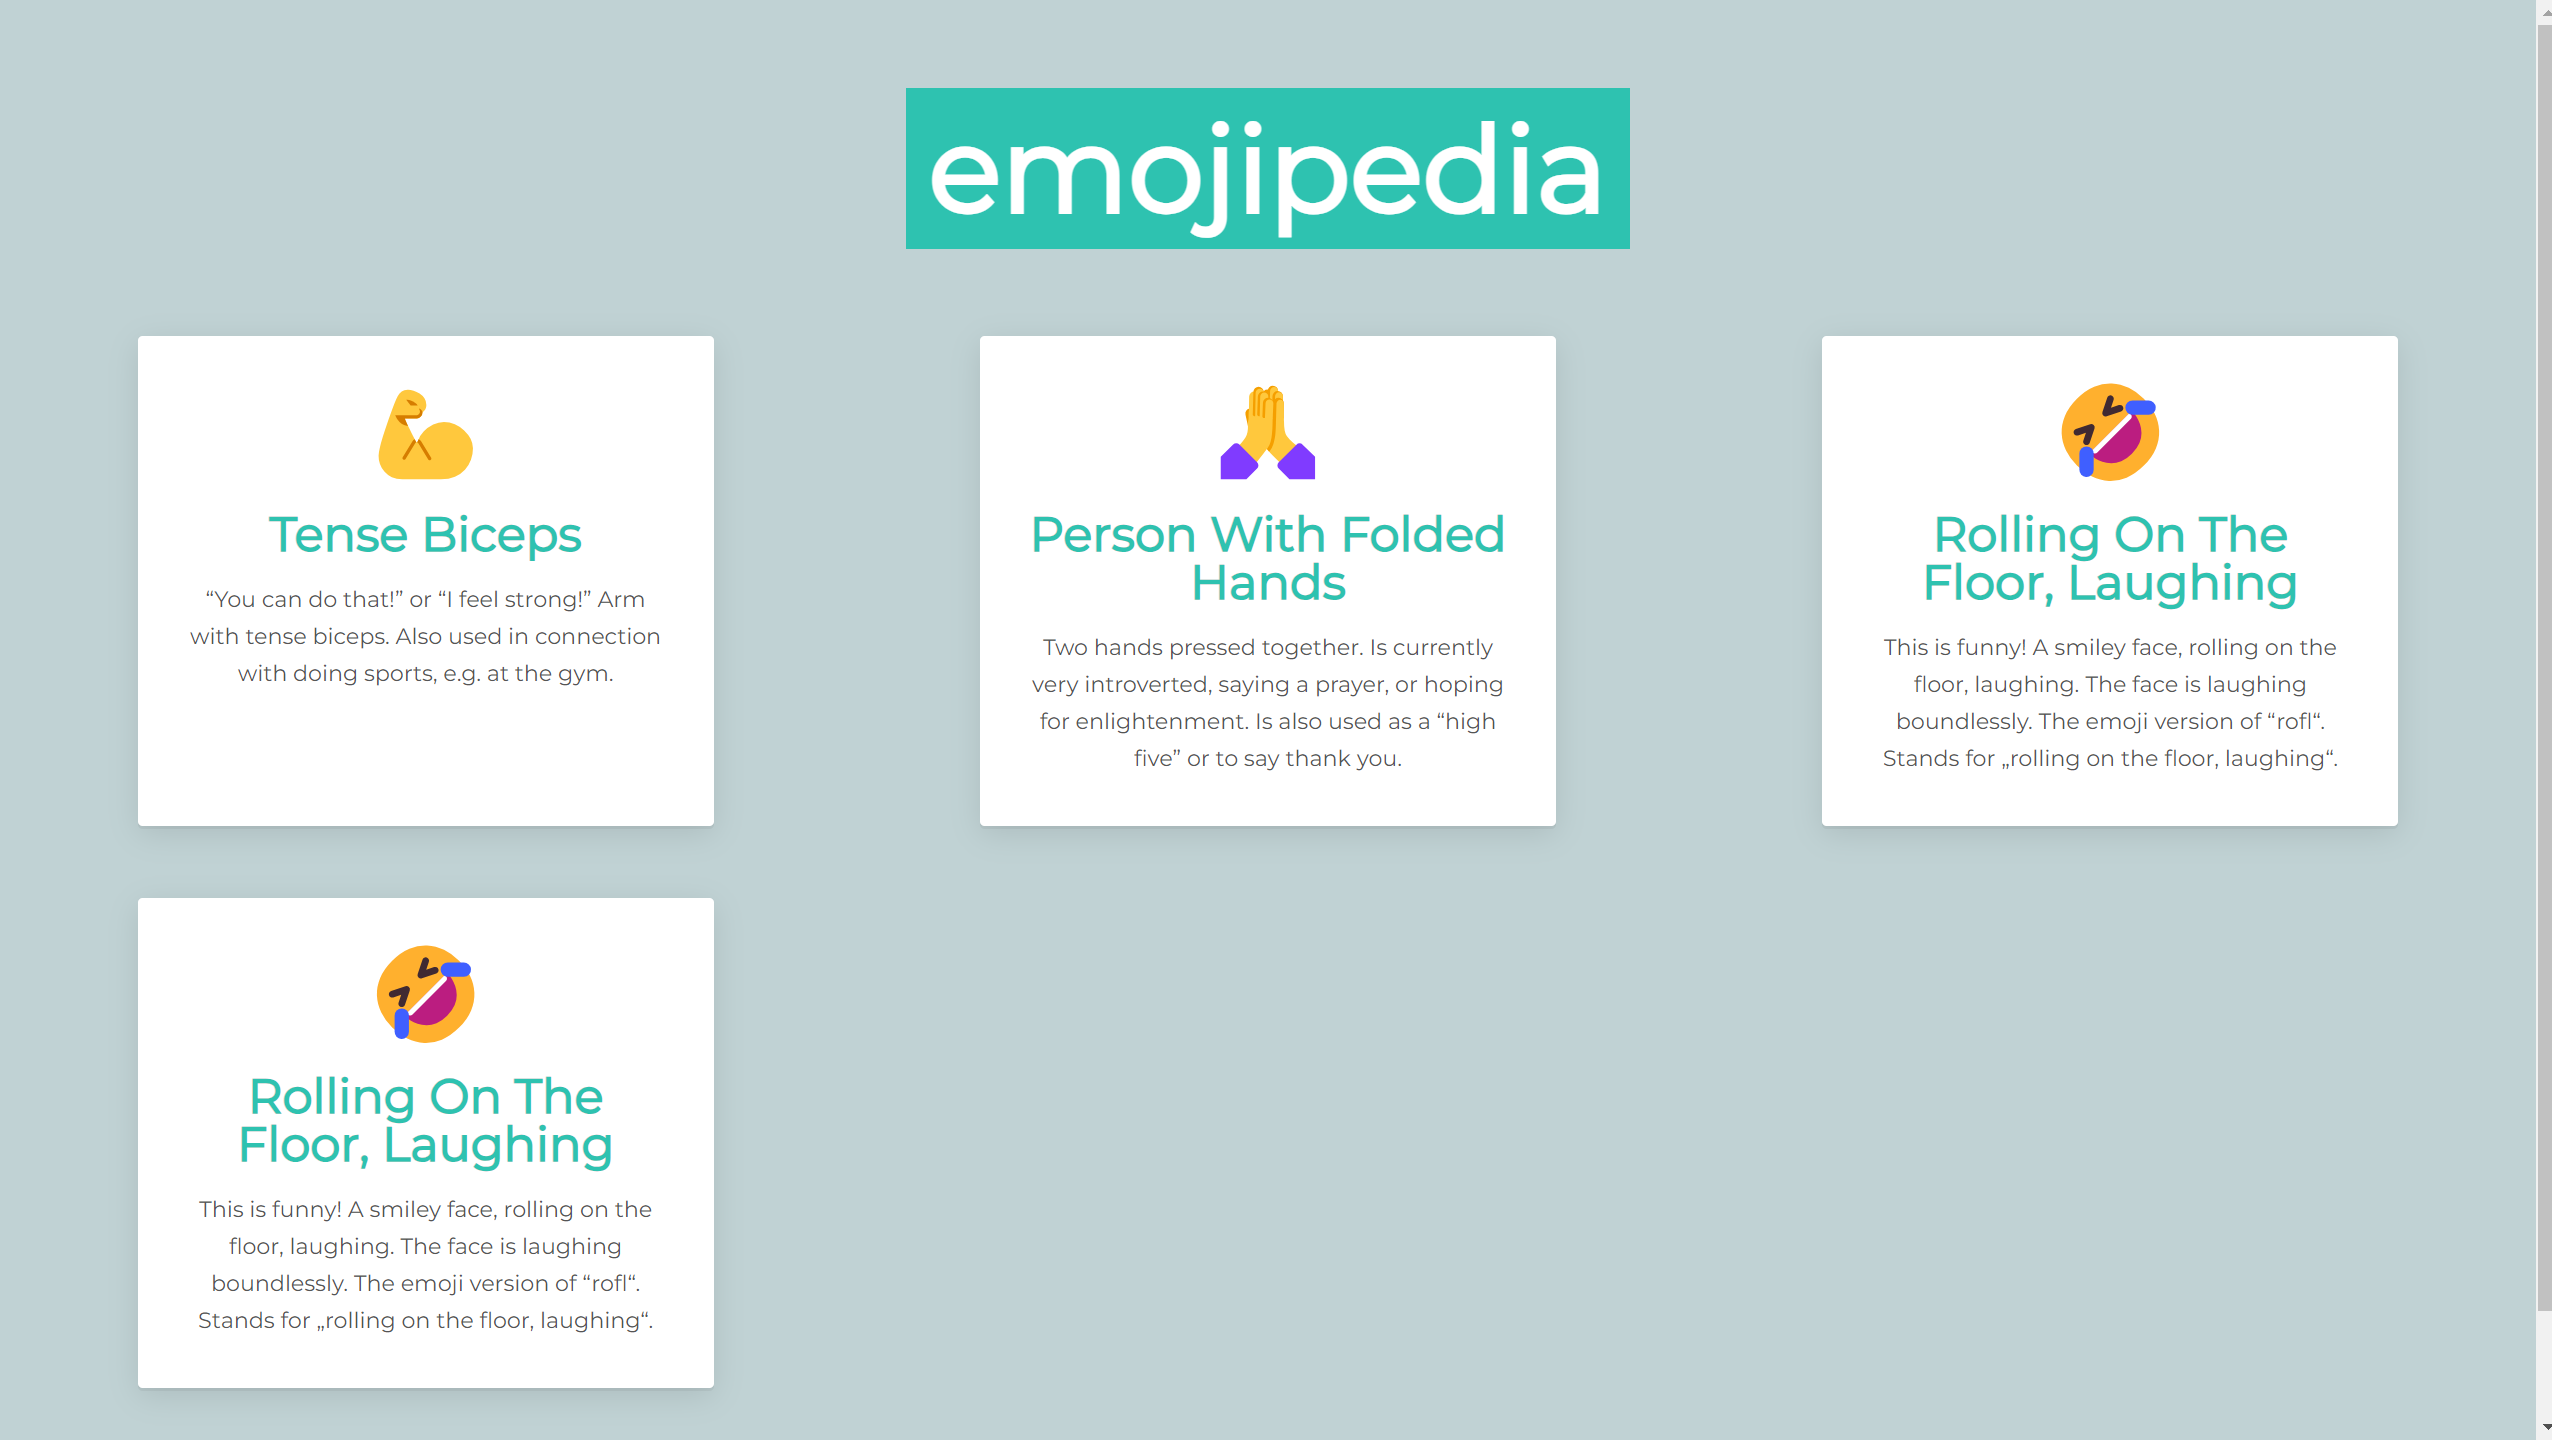 emojipedia
Tense Biceps
“You can do that!” or “I feel strong!” Arm
with tense biceps. Also used in connection
with doing sports, e.g. at the gym.
Person With Folded
Hands
Two hands pressed together. Is currently
very introverted, saying a prayer, or hoping
for enlightenment. Is also used as a “high
five” or to say thank you.
Rolling On The
Floor, Laughing
This is funny! A smiley face, rolling on the
floor, laughing. The face is laughing
boundlessly. The emoji version of “rofl“.
Stands for „rolling on the floor, laughing“.
Rolling On The
Floor, Laughing
This is funny! A smiley face, rolling on the
floor, laughing. The face is laughing
boundlessly. The emoji version of “rofl“.
Stands for „rolling on the floor, laughing“.